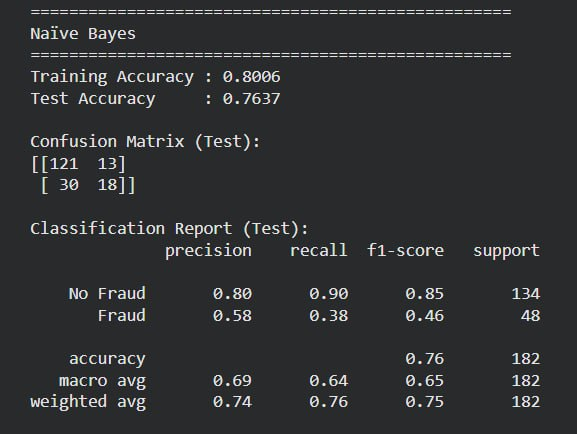 ==================================================
Naïve Bayes
==================================================
Training Accuracy : 0.8006
Test Accuracy     : 0.7637
Confusion Matrix (Test):
[[121  13]
 [ 30  18]]
Classification Report (Test):
              precision    recall  f1-score   support
    No Fraud       0.80      0.90      0.85       134
       Fraud       0.58      0.38      0.46        48
    accuracy                           0.76       182
   macro avg       0.69      0.64      0.65       182
weighted avg       0.74      0.76      0.75       182